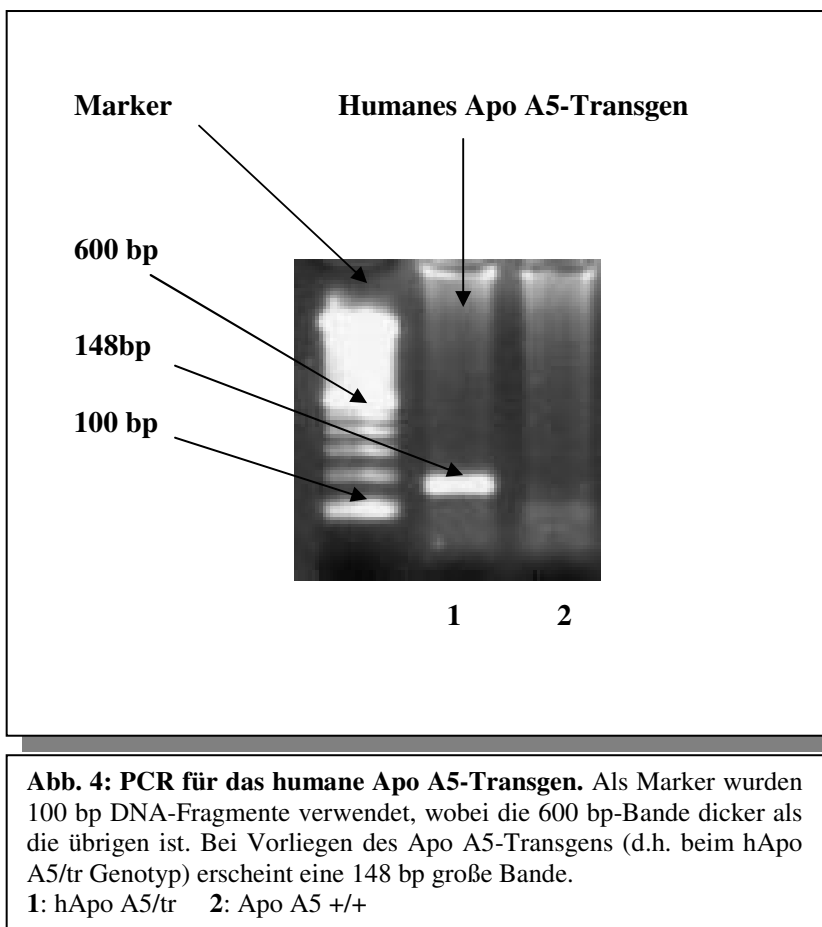 Marker Humanes Apo A5-Transgen
600 bp
148bp
100 bp
1 2
Abb. 4: PCR für das humane Apo A5-Transgen. Als Marker wurden
100 bp DNA-Fragmente verwendet, wobei die 600 bp-Bande dicker als
die übrigen ist. Bei Vorliegen des Apo A5-Transgens (d.h. beim hApo
A5/tr Genotyp) erscheint eine 148 bp große Bande.
1: hApo A5/tr 2: Apo A5 +/+